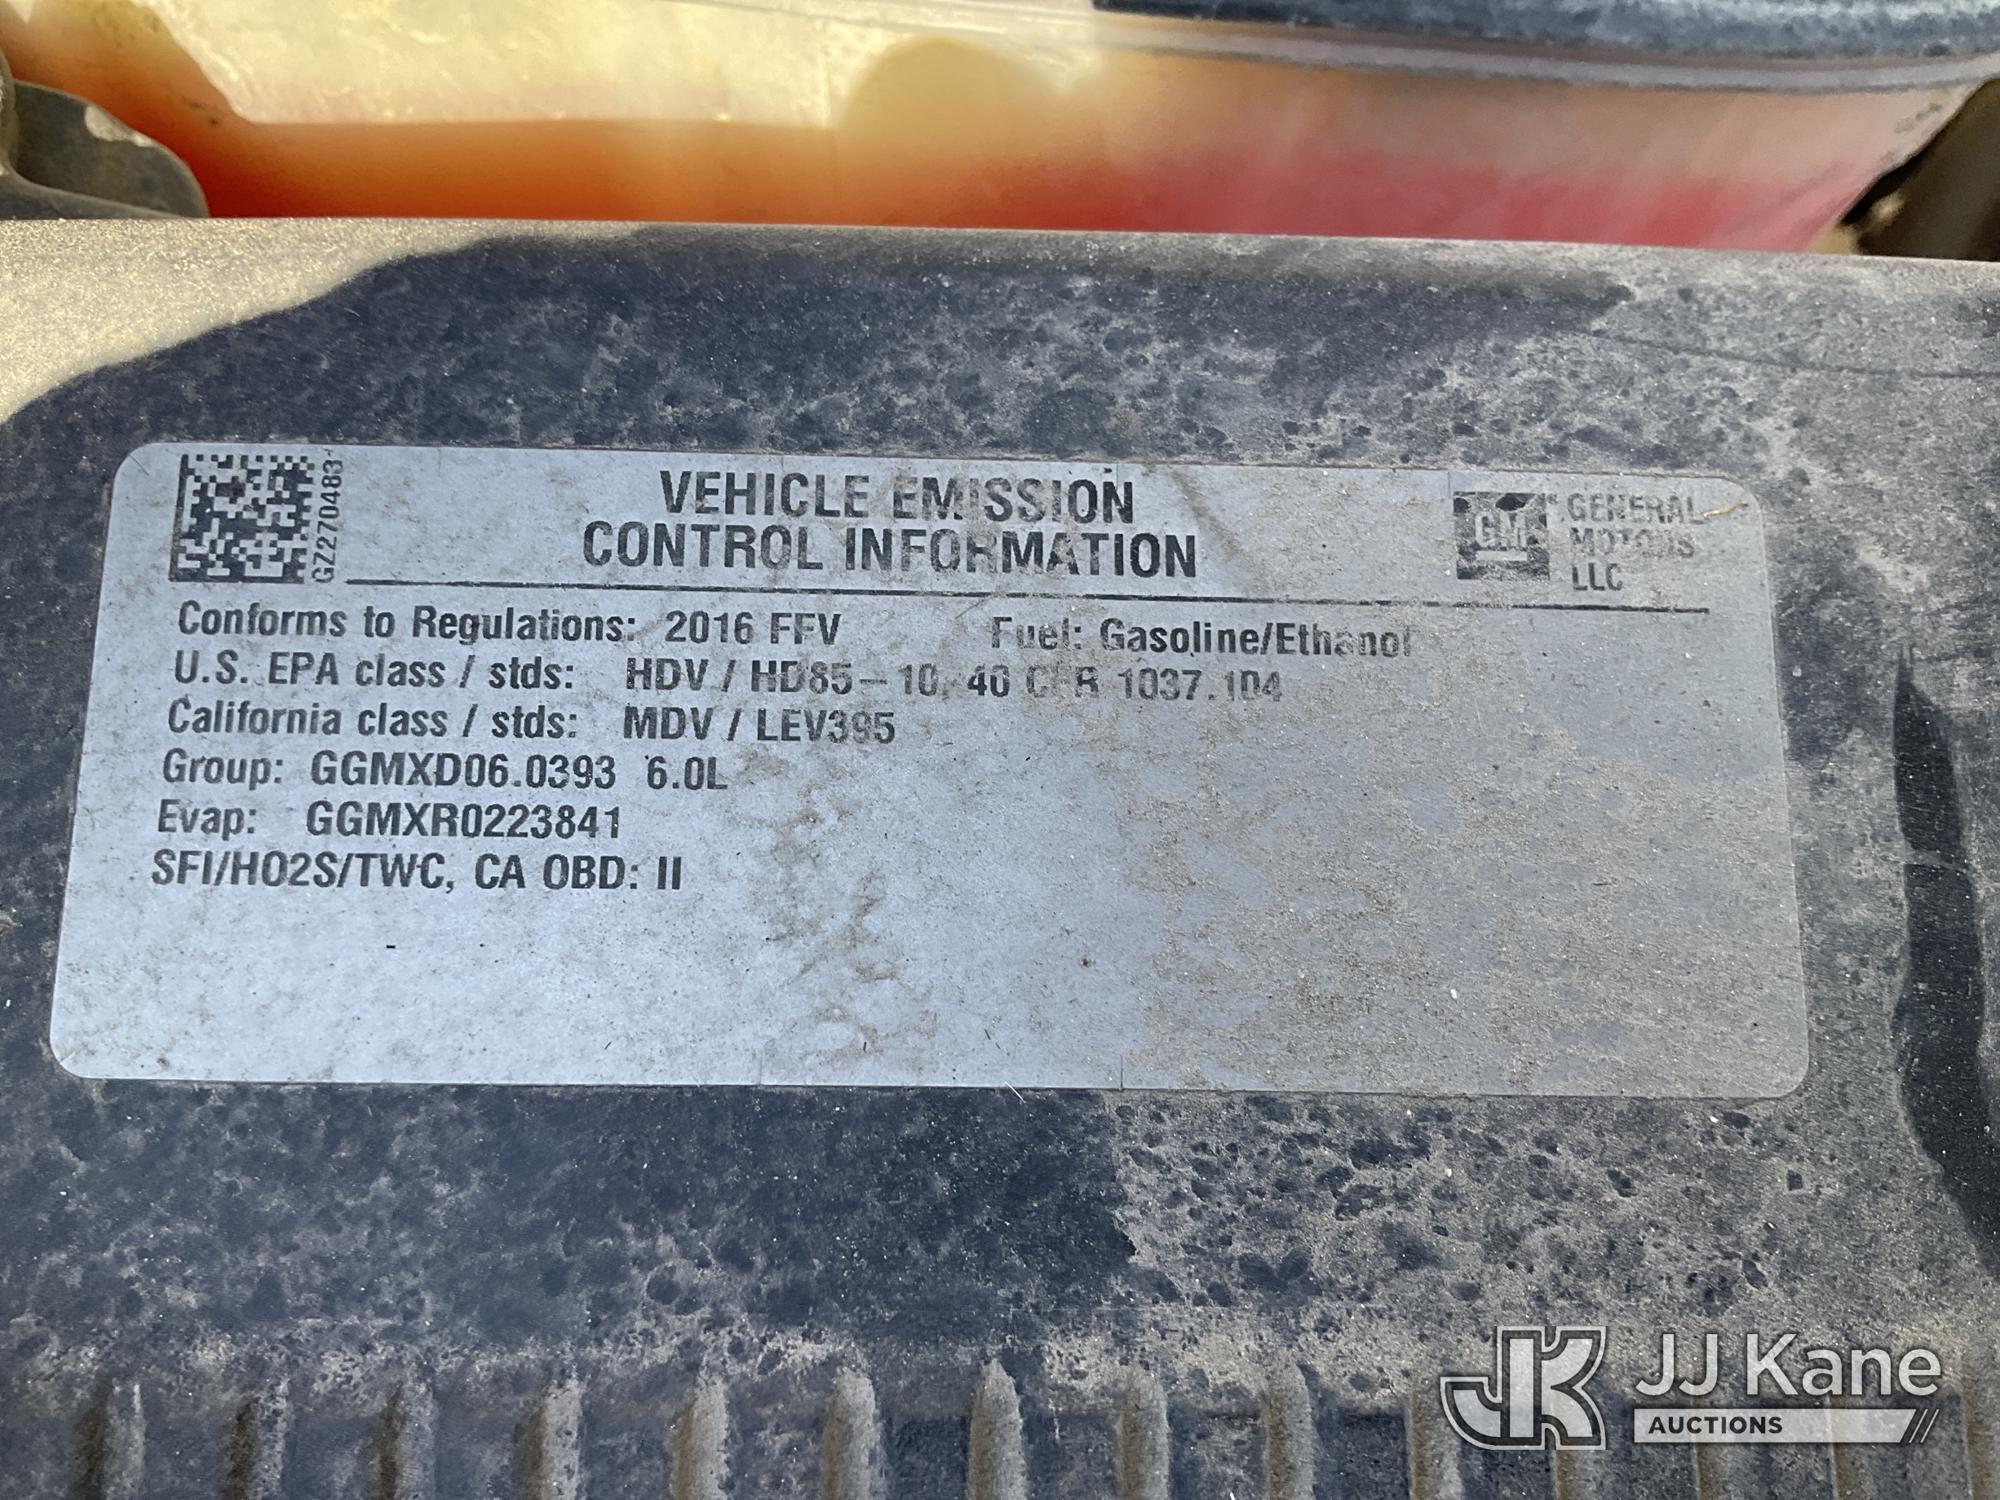 GZ270483
VEHICLE EMISSION
CONTROL INFORMATION
GM
GENERAL
MOTORS
LLC
Conforms to Regulations: 2016 FFV Fuel: Gasoline/Ethanol
U.S. EPA class / stds: HDV / HD85-10, 40 CFR 1037.104
California class / stds: MDV / LEV395
Group: GGMXD06.0393 6.0L
Evap: GGMXR0223841
SFI/HO2S/TWC, CA OBD: II
JK JJ Kane
AUCTIONS